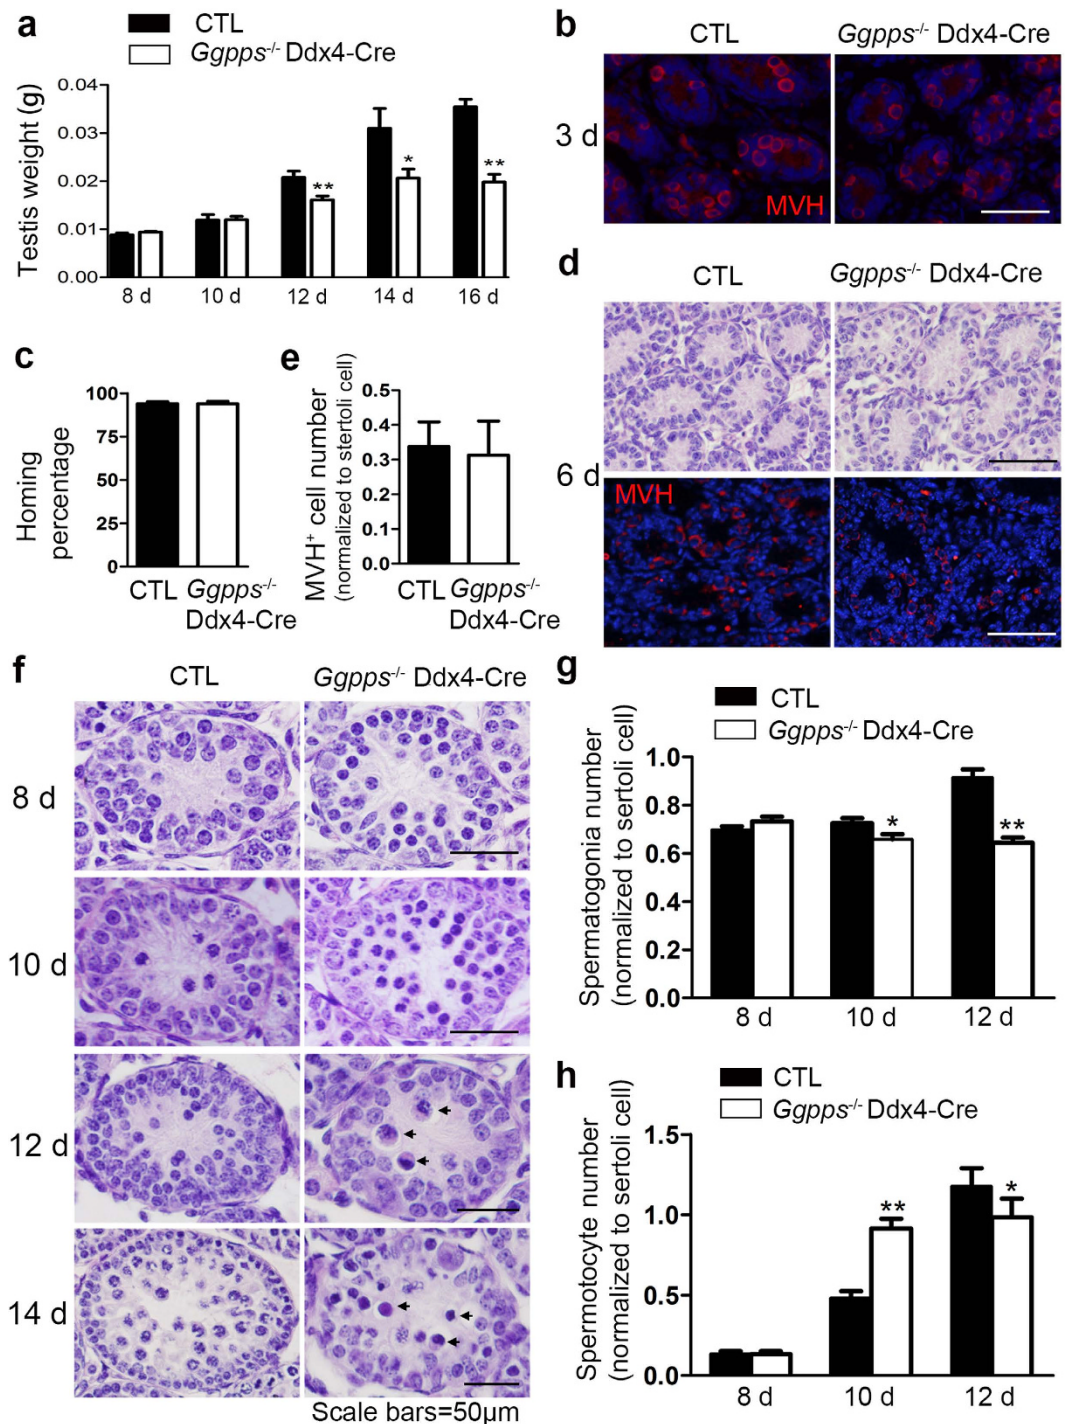 a
CTL
Ggpps-/- Ddx4-Cre
Testis weight (g)
0.04
0.03
0.02
0.01
0.00
**
*
**
8 d
10 d
12 d
14 d
16 d
b
CTL
Ggpps-/- Ddx4-Cre
3 d
MVH
c
Homing
percentage
100
75
50
25
0
CTL
Ggpps-/-
Ddx4-Cre
e
MVH+ cell number
(normalized to stertoli cell)
0.5
0.4
0.3
0.2
0.1
0.0
CTL
Ggpps-/-
Ddx4-Cre
d
CTL
Ggpps-/- Ddx4-Cre
6 d
MVH
f
CTL
Ggpps-/- Ddx4-Cre
8 d
10 d
12 d
14 d
Scale bars=50μm
g
CTL
Ggpps-/- Ddx4-Cre
Spermatogonia number
(normalized to sertoli cell)
1.0
0.8
0.6
0.4
0.2
0.0
*
**
8 d
10 d
12 d
h
CTL
Ggpps-/- Ddx4-Cre
Spermotocyte number
(normalized to sertoli cell)
1.5
1.0
0.5
0.0
**
*
8 d
10 d
12 d